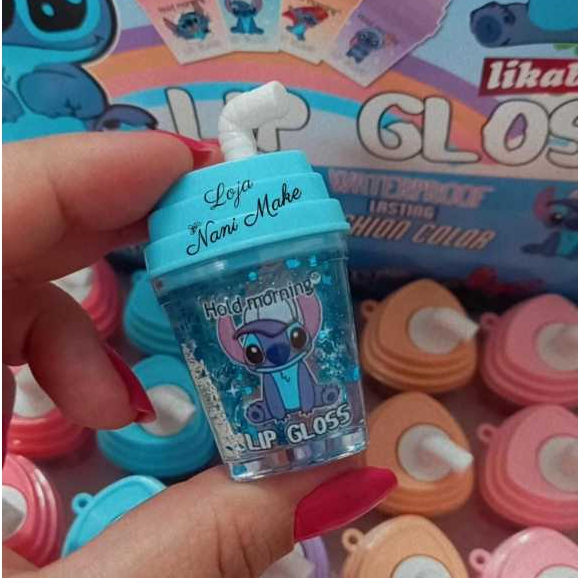 likat
LIP GLOSS
WATERPROOF
LASTING
SHION COLOR
Loja
Nani Make
Hold morning
LIP GLOSS